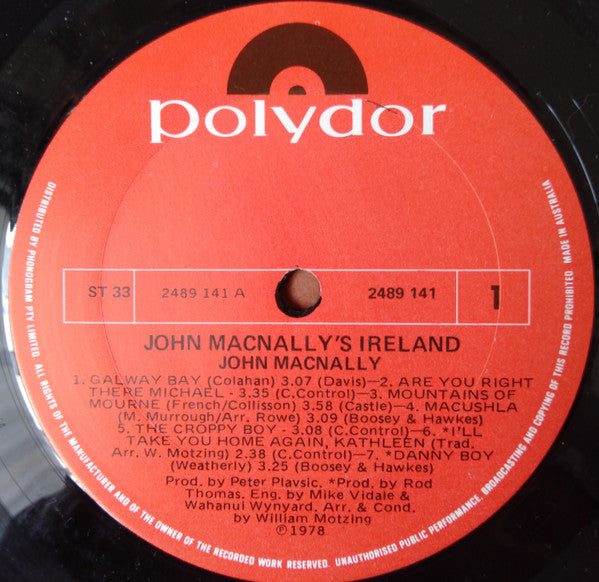 polydor
ST 33
2489 141 A
2489 141
1
JOHN MACNALLY'S IRELAND
JOHN MACNALLY
1. GALWAY BAY (Colahan) 3.07 (Davis)—2. ARE YOU RIGHT
THERE MICHAEL - 3.35 (C.Control)—3. MOUNTAINS OF
MOURNE (French/Collisson) 3.58 (Castle)—4. MACUSHLA
(M. Murrough/Arr. Rowe) 3.09 (Boosey & Hawkes)
5. THE CROPPY BOY - 3.08 (C.Control)—6. *I'LL
TAKE YOU HOME AGAIN, KATHLEEN (Trad.
Arr. W. Motzing) 2.38 (C.Control)—7. *DANNY BOY
(Weatherly) 3.25 (Boosey & Hawkes)
Prod. by Peter Plavsic. *Prod. by Rod
Thomas. Eng. by Mike Vidale &
Wahanui Wynyard. Arr. & Cond.
by William Motzing
Ⓟ1978
DISTRIBUTED BY PHONOGRAM PTY LIMITED. ALL RIGHTS OF THE MANUFACTURER AND OF THE OWNER OF THE RECORDED WORK RESERVED. UNAUTHORISED PUBLIC PERFORMANCE, BROADCASTING AND COPYING OF THIS RECORD PROHIBITED. MADE IN AUSTRALIA